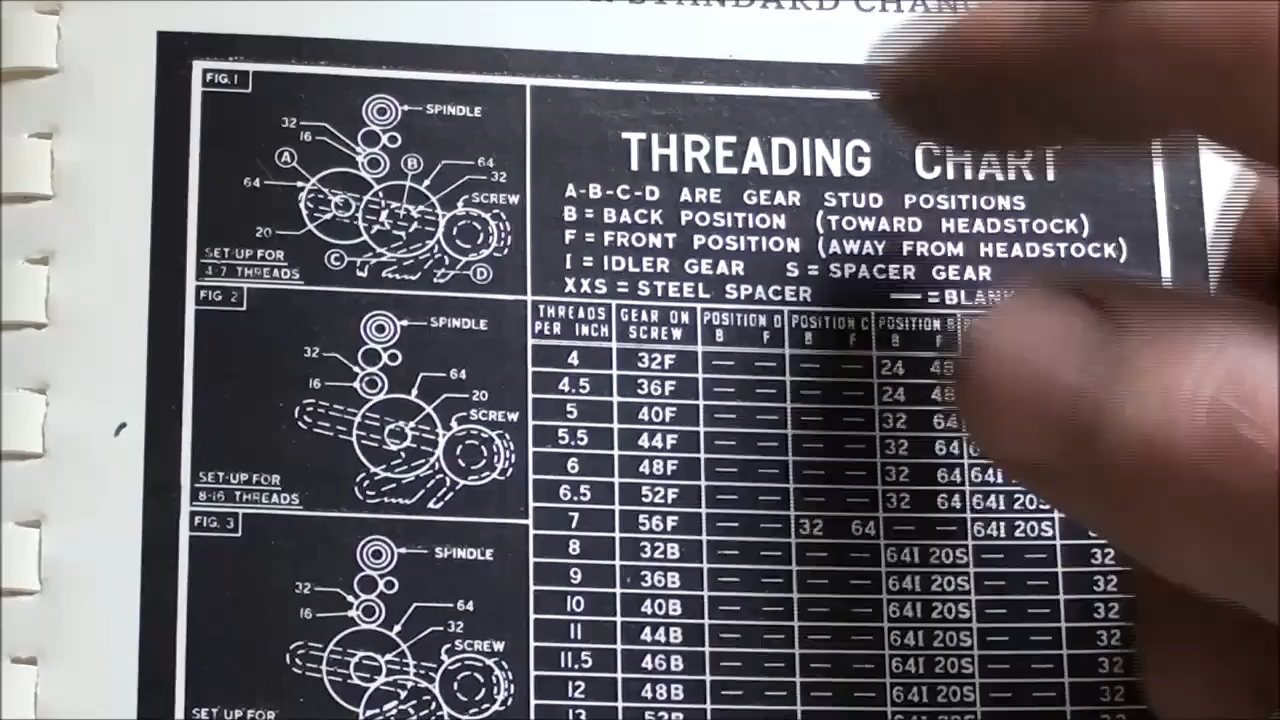 STANDARD
FIG. 1
SPINDLE
32
16
A
B
64
32
64
SCREW
20
C
D
SET-UP FOR
4-7 THREADS
FIG. 2
SPINDLE
32
16
64
20
SCREW
SET-UP FOR
8-16 THREADS
FIG. 3
SPINDLE
32
16
64
32
SCREW
SET UP FOR
THREADING CHART
A-B-C-D ARE GEAR STUD POSITIONS
B = BACK POSITION (TOWARD HEADSTOCK)
F = FRONT POSITION (AWAY FROM HEADSTOCK)
I = IDLER GEAR S = SPACER GEAR
XXS = STEEL SPACER — = BLANK
THREADS PER INCH GEAR ON SCREW POSITION D B F POSITION C B F POSITION B B F
4 32F — — — — 24 48
4.5 36F — — — — 24 48
5 40F — — — — 32 64
5.5 44F — — — — 32 64
6 48F — — — — 32 64 64I
6.5 52F — — — — 32 64 64I 20S
7 56F — — 32 64 — — 64I 20S
8 32B — — — — 64I 20S — — 32
9 36B — — — — 64I 20S — — 32
10 40B — — — — 64I 20S — — 32
11 44B — — — — 64I 20S — — 32
11.5 46B — — — — 64I 20S — — 32
12 48B — — — — 64I 20S — — 32
13 52B